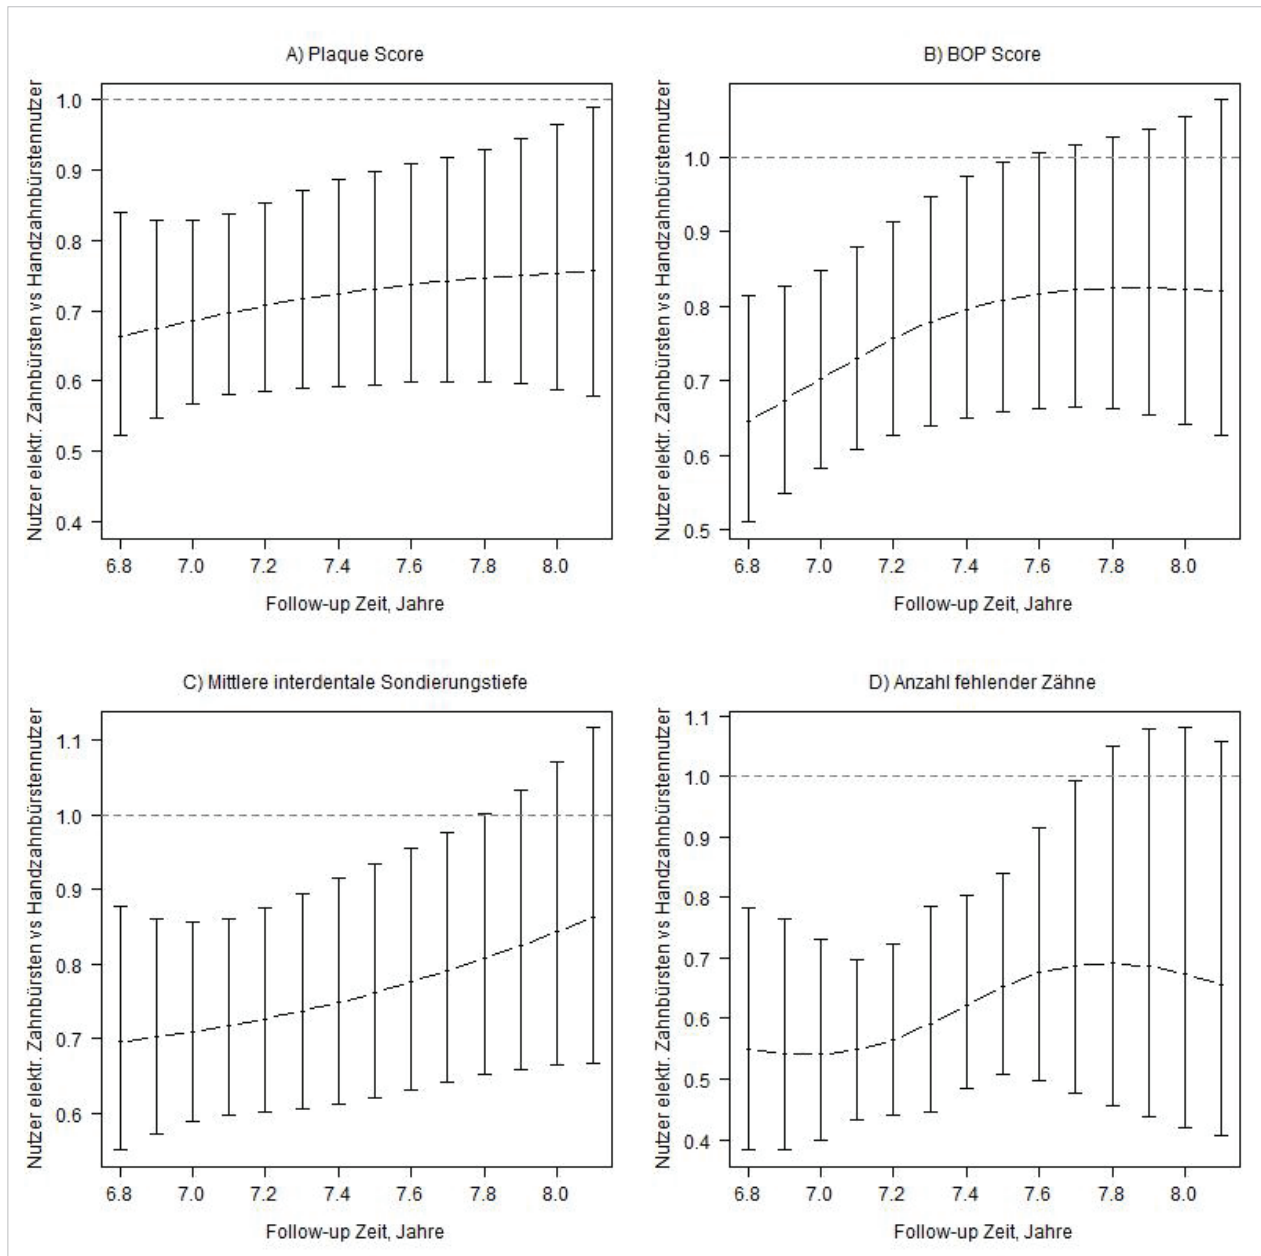 A) Plaque Score
Nutzer elektr. Zahnbürsten vs Handzahnbürstennutzer
1.0
0.9
0.8
0.7
0.6
0.5
0.4
6.8 7.0 7.2 7.4 7.6 7.8 8.0
Follow-up Zeit, Jahre
B) BOP Score
Nutzer elektr. Zahnbürsten vs Handzahnbürstennutzer
1.0
0.9
0.8
0.7
0.6
0.5
6.8 7.0 7.2 7.4 7.6 7.8 8.0
Follow-up Zeit, Jahre
C) Mittlere interdentale Sondierungstiefe
Nutzer elektr. Zahnbürsten vs Handzahnbürstennutzer
1.1
1.0
0.9
0.8
0.7
0.6
6.8 7.0 7.2 7.4 7.6 7.8 8.0
Follow-up Zeit, Jahre
D) Anzahl fehlender Zähne
Nutzer elektr. Zahnbürsten vs Handzahnbürstennutzer
1.1
1.0
0.9
0.8
0.7
0.6
0.5
0.4
6.8 7.0 7.2 7.4 7.6 7.8 8.0
Follow-up Zeit, Jahre